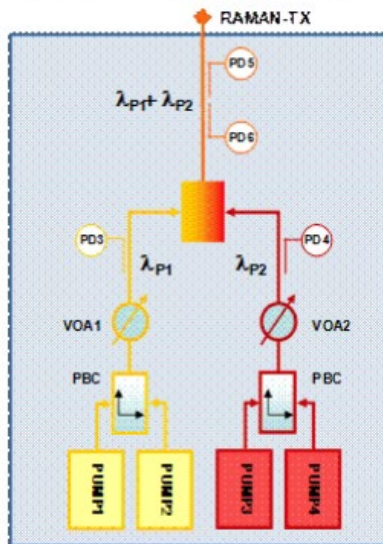 RAMAN-TX
PD5
λP1+ λP2
PD6
PD3
PD4
λP1
λP2
VOA1
VOA2
PBC
PBC
PUMP1
PUMP2
PUMP3
PUMP4